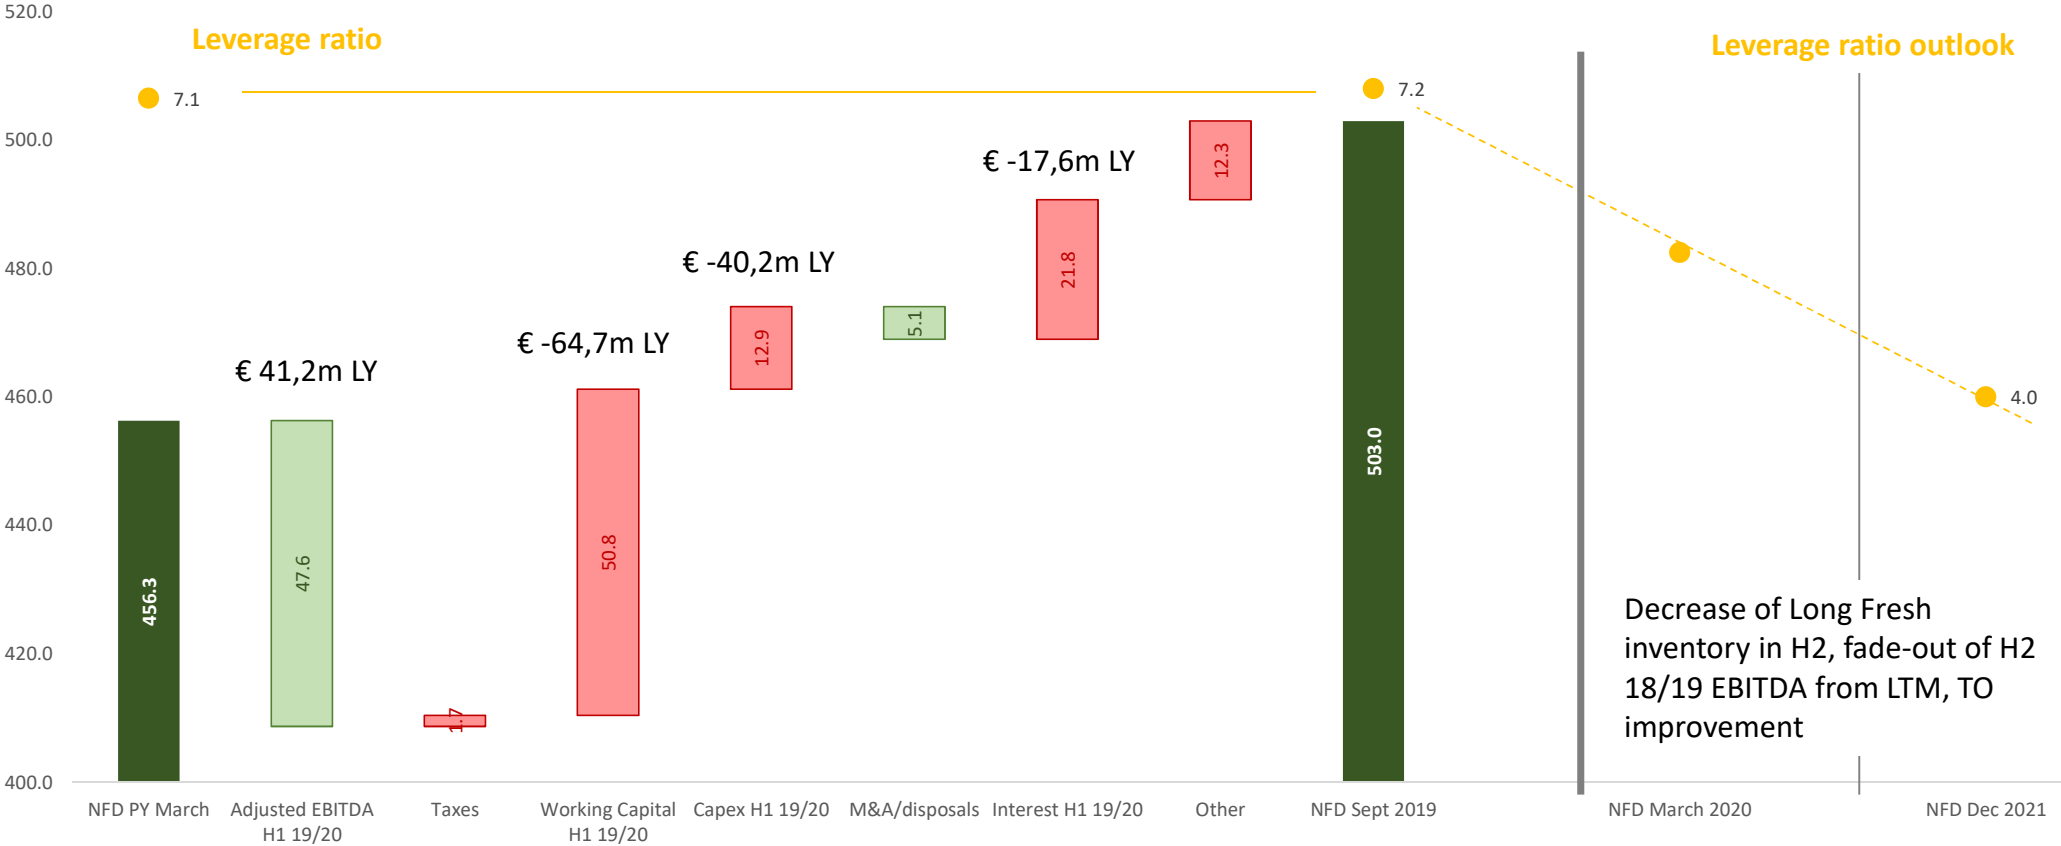 520.0
500.0
480.0
460.0
440.0
420.0
400.0
Leverage ratio
Leverage ratio outlook
7.1
7.2
4.0
€ 41,2m LY
€ -64,7m LY
€ -40,2m LY
€ -17,6m LY
456.3
47.6
1.7
50.8
12.9
5.1
21.8
12.3
503.0
Decrease of Long Fresh
inventory in H2, fade-out of H2
18/19 EBITDA from LTM, TO
improvement
NFD PY March
Adjusted EBITDA
H1 19/20
Taxes
Working Capital
H1 19/20
Capex H1 19/20
M&A/disposals
Interest H1 19/20
Other
NFD Sept 2019
NFD March 2020
NFD Dec 2021